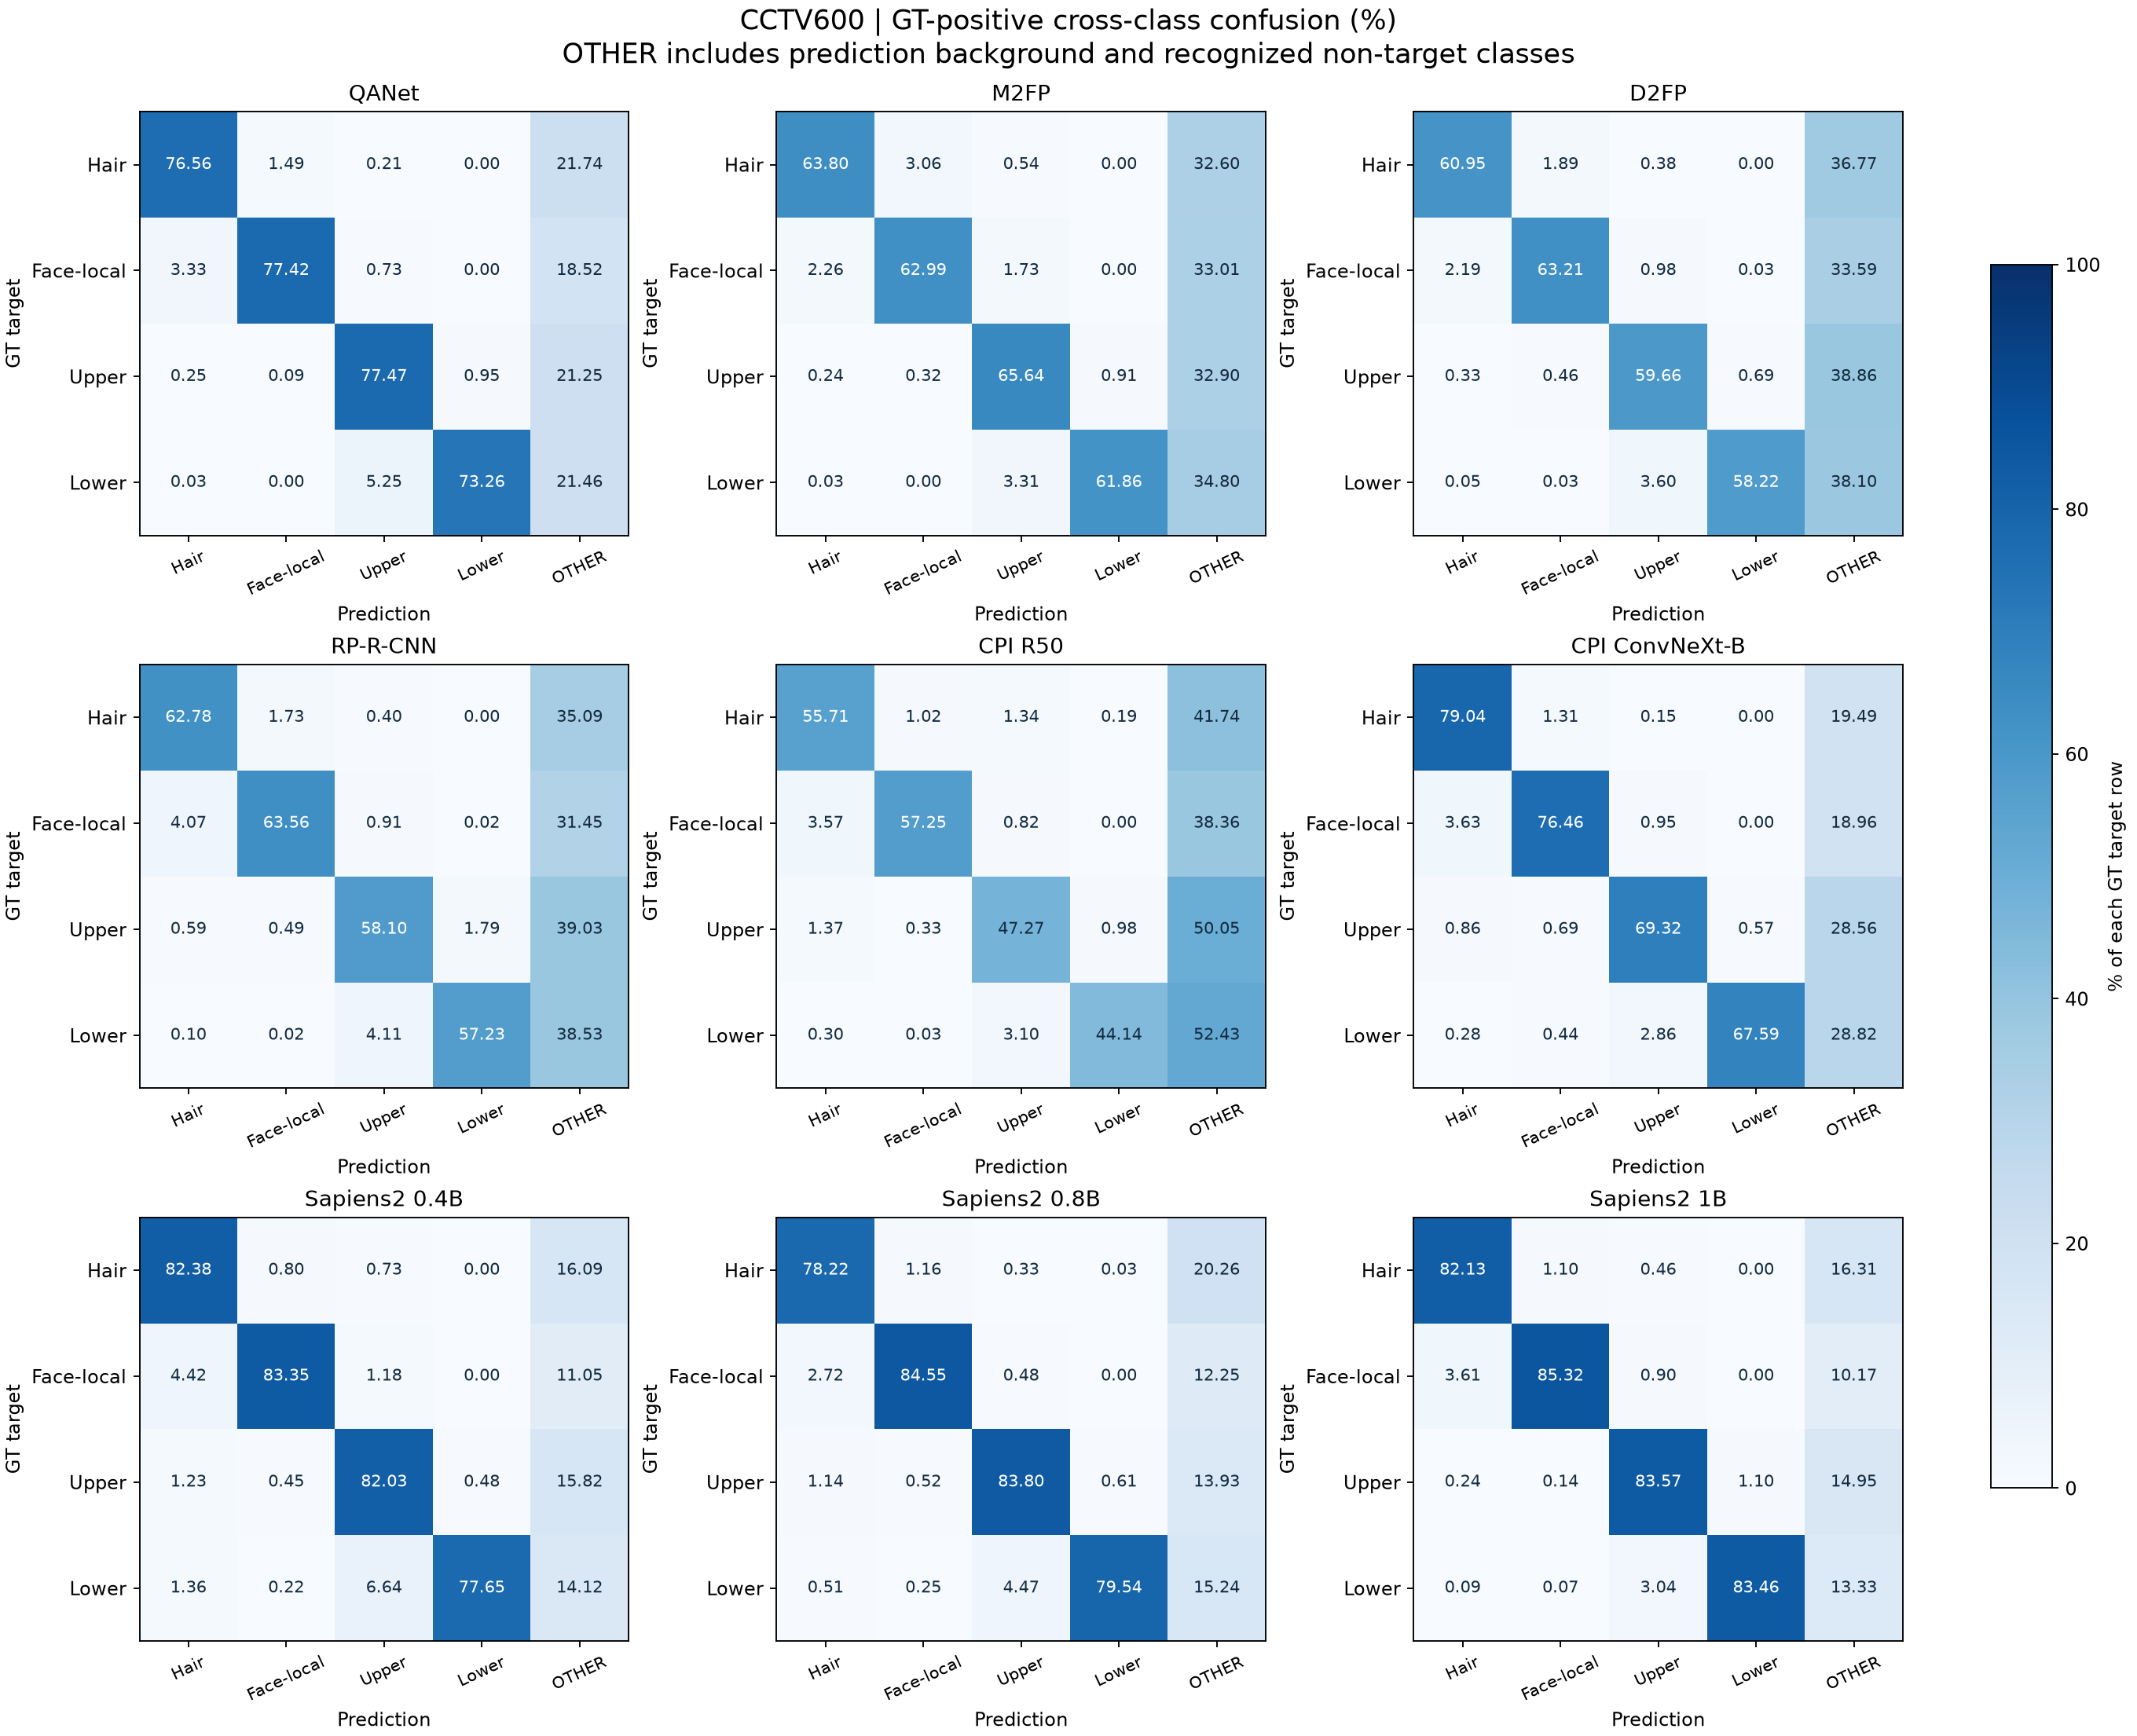 CCTV600 | GT-positive cross-class confusion (%)
OTHER includes prediction background and recognized non-target classes
QANet
GT target
Hair 76.56 1.49 0.21 0.00 21.74
Face-local 3.33 77.42 0.73 0.00 18.52
Upper 0.25 0.09 77.47 0.95 21.25
Lower 0.03 0.00 5.25 73.26 21.46
Hair Face-local Upper Lower OTHER
Prediction
M2FP
GT target
Hair 63.80 3.06 0.54 0.00 32.60
Face-local 2.26 62.99 1.73 0.00 33.01
Upper 0.24 0.32 65.64 0.91 32.90
Lower 0.03 0.00 3.31 61.86 34.80
Hair Face-local Upper Lower OTHER
Prediction
D2FP
GT target
Hair 60.95 1.89 0.38 0.00 36.77
Face-local 2.19 63.21 0.98 0.03 33.59
Upper 0.33 0.46 59.66 0.69 38.86
Lower 0.05 0.03 3.60 58.22 38.10
Hair Face-local Upper Lower OTHER
Prediction
RP-R-CNN
GT target
Hair 62.78 1.73 0.40 0.00 35.09
Face-local 4.07 63.56 0.91 0.02 31.45
Upper 0.59 0.49 58.10 1.79 39.03
Lower 0.10 0.02 4.11 57.23 38.53
Hair Face-local Upper Lower OTHER
Prediction
CPI R50
GT target
Hair 55.71 1.02 1.34 0.19 41.74
Face-local 3.57 57.25 0.82 0.00 38.36
Upper 1.37 0.33 47.27 0.98 50.05
Lower 0.30 0.03 3.10 44.14 52.43
Hair Face-local Upper Lower OTHER
Prediction
CPI ConvNeXt-B
GT target
Hair 79.04 1.31 0.15 0.00 19.49
Face-local 3.63 76.46 0.95 0.00 18.96
Upper 0.86 0.69 69.32 0.57 28.56
Lower 0.28 0.44 2.86 67.59 28.82
Hair Face-local Upper Lower OTHER
Prediction
Sapiens2 0.4B
GT target
Hair 82.38 0.80 0.73 0.00 16.09
Face-local 4.42 83.35 1.18 0.00 11.05
Upper 1.23 0.45 82.03 0.48 15.82
Lower 1.36 0.22 6.64 77.65 14.12
Hair Face-local Upper Lower OTHER
Prediction
Sapiens2 0.8B
GT target
Hair 78.22 1.16 0.33 0.03 20.26
Face-local 2.72 84.55 0.48 0.00 12.25
Upper 1.14 0.52 83.80 0.61 13.93
Lower 0.51 0.25 4.47 79.54 15.24
Hair Face-local Upper Lower OTHER
Prediction
Sapiens2 1B
GT target
Hair 82.13 1.10 0.46 0.00 16.31
Face-local 3.61 85.32 0.90 0.00 10.17
Upper 0.24 0.14 83.57 1.10 14.95
Lower 0.09 0.07 3.04 83.46 13.33
Hair Face-local Upper Lower OTHER
Prediction
100
80
60
40
20
0
% of each GT target row